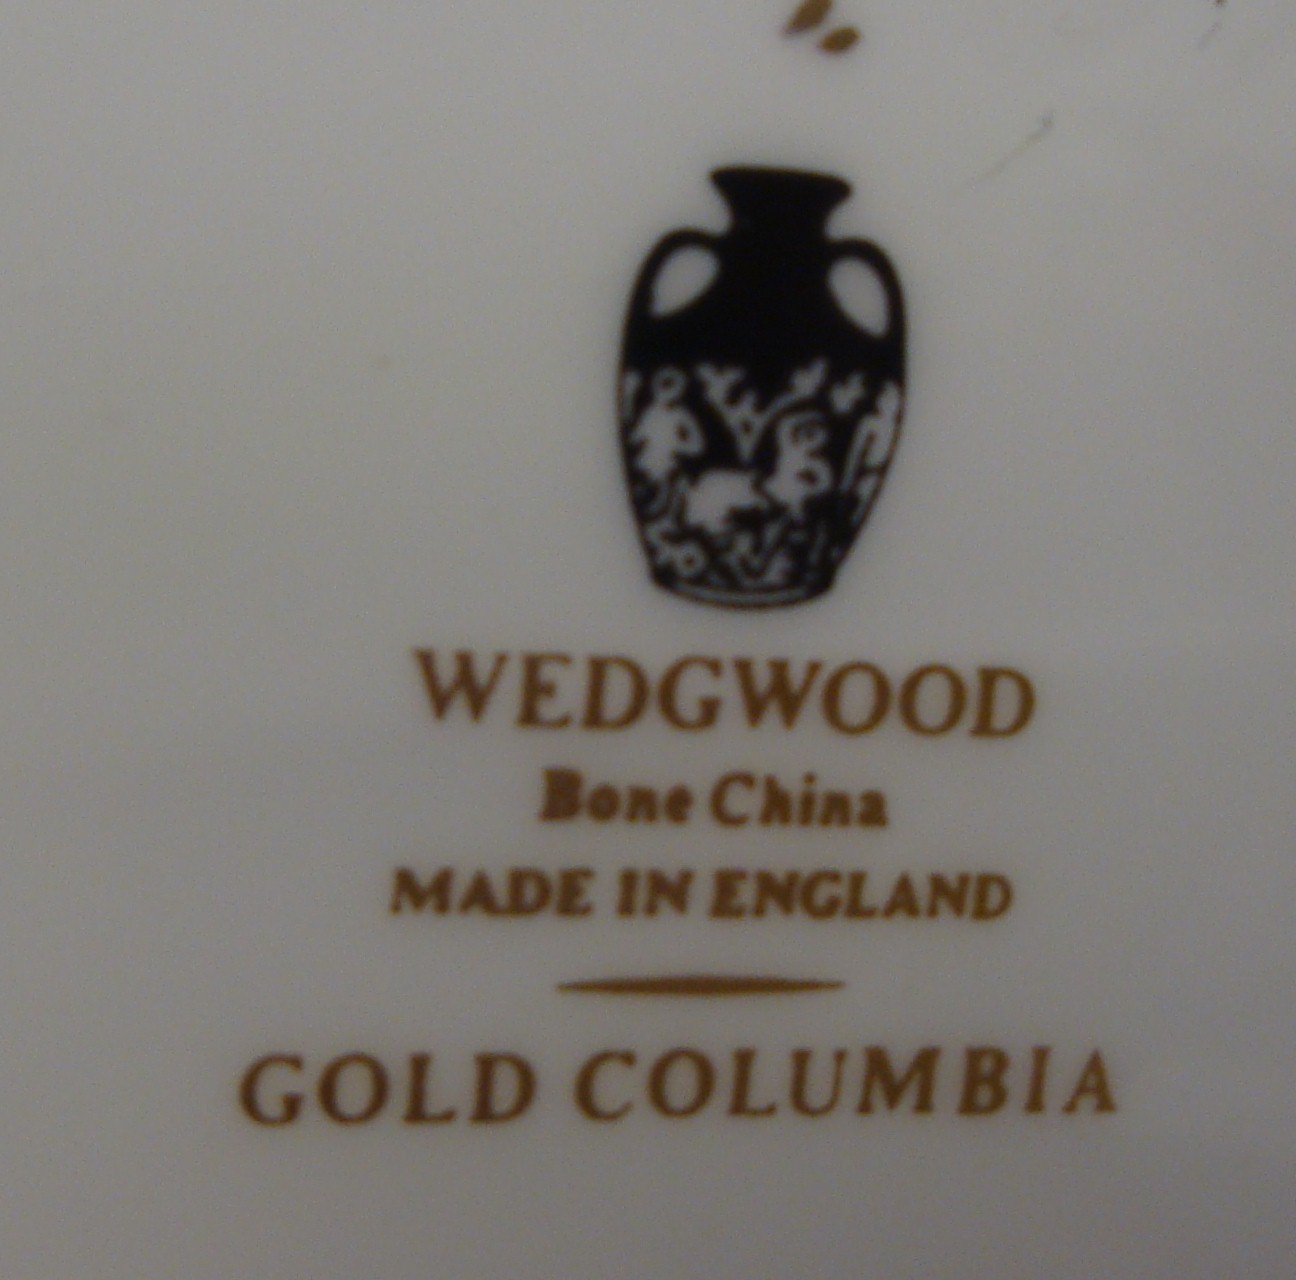 WEDGWOOD
Bone China
MADE IN ENGLAND
GOLD COLUMBIA